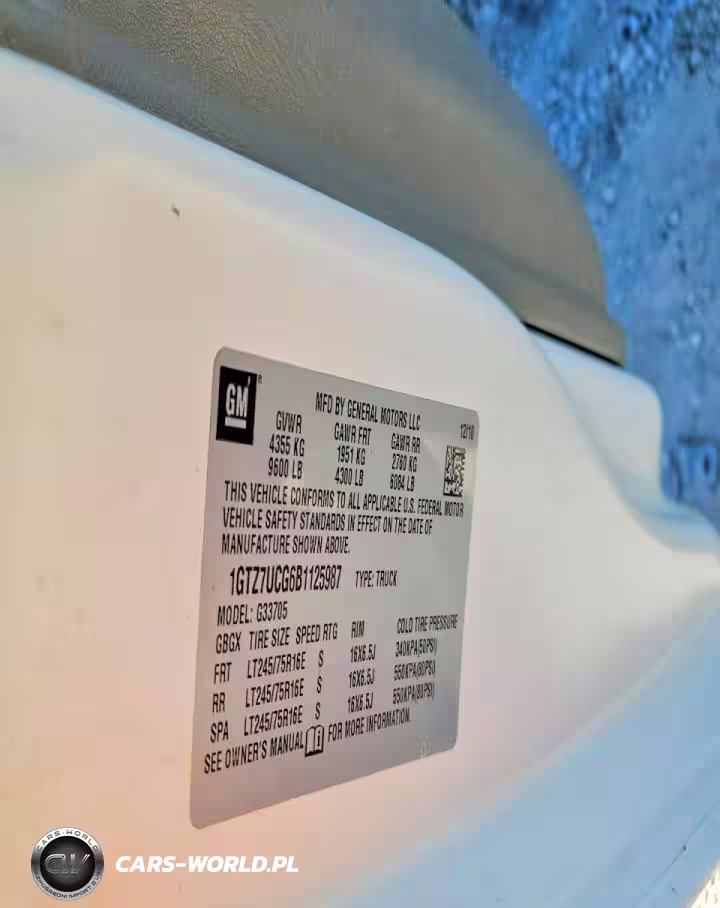 GM
®
MFD BY GENERAL MOTORS LLC
12/10
GVWR GAWR FRT GAWR RR
4355 KG 1951 KG 2760 KG
9600 LB 4300 LB 6084 LB
THIS VEHICLE CONFORMS TO ALL APPLICABLE U.S. FEDERAL MOTOR
VEHICLE SAFETY STANDARDS IN EFFECT ON THE DATE OF
MANUFACTURE SHOWN ABOVE.
1GTZ7UCG6B1125987 TYPE: TRUCK
MODEL: G33705
GBGX TIRE SIZE SPEED RTG RIM COLD TIRE PRESSURE
FRT LT245/75R16E S 16X6.5J 340KPA(50PSI)
RR LT245/75R16E S 16X6.5J 550KPA(80PSI)
SPA LT245/75R16E S 16X6.5J 550KPA(80PSI)
SEE OWNER'S MANUAL FOR MORE INFORMATION.
CARS-WORLD
CW
CARS-WORLD.PL